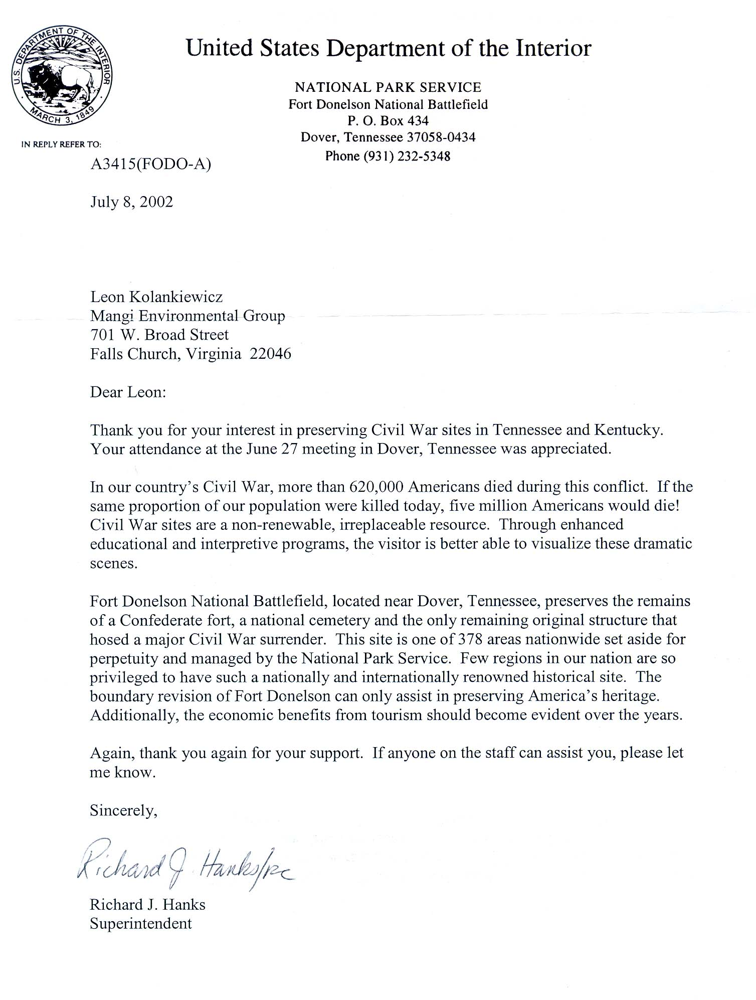 U.S. DEPARTMENT OF THE INTERIOR
MARCH 3, 1849
United States Department of the Interior
NATIONAL PARK SERVICE
Fort Donelson National Battlefield
P. O. Box 434
Dover, Tennessee 37058-0434
Phone (931) 232-5348
IN REPLY REFER TO:
A3415(FODO-A)
July 8, 2002
Leon Kolankiewicz
Mangi Environmental Group
701 W. Broad Street
Falls Church, Virginia 22046
Dear Leon:
Thank you for your interest in preserving Civil War sites in Tennessee and Kentucky.
Your attendance at the June 27 meeting in Dover, Tennessee was appreciated.
In our country's Civil War, more than 620,000 Americans died during this conflict. If the
same proportion of our population were killed today, five million Americans would die!
Civil War sites are a non-renewable, irreplaceable resource. Through enhanced
educational and interpretive programs, the visitor is better able to visualize these dramatic
scenes.
Fort Donelson National Battlefield, located near Dover, Tennessee, preserves the remains
of a Confederate fort, a national cemetery and the only remaining original structure that
hosed a major Civil War surrender. This site is one of 378 areas nationwide set aside for
perpetuity and managed by the National Park Service. Few regions in our nation are so
privileged to have such a nationally and internationally renowned historical site. The
boundary revision of Fort Donelson can only assist in preserving America's heritage.
Additionally, the economic benefits from tourism should become evident over the years.
Again, thank you again for your support. If anyone on the staff can assist you, please let
me know.
Sincerely,
Richard J. Hanks/rc
Richard J. Hanks
Superintendent